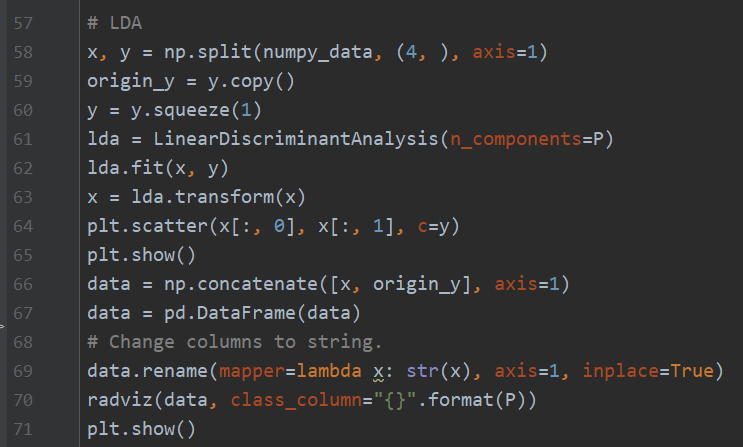 57 # LDA
58 x, y = np.split(numpy_data, (4, ), axis=1)
59 origin_y = y.copy()
60 y = y.squeeze(1)
61 lda = LinearDiscriminantAnalysis(n_components=P)
62 lda.fit(x, y)
63 x = lda.transform(x)
64 plt.scatter(x[:, 0], x[:, 1], c=y)
65 plt.show()
66 data = np.concatenate([x, origin_y], axis=1)
67 data = pd.DataFrame(data)
68 # Change columns to string.
69 data.rename(mapper=lambda x: str(x), axis=1, inplace=True)
70 radviz(data, class_column="{}".format(P))
71 plt.show()